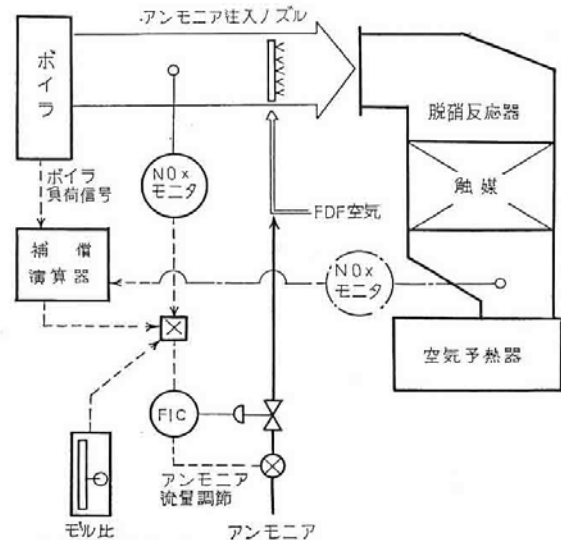 アンモニア注入ノズル
ボイラ
脱硝反応器
NOx
モニタ
触媒
ボイラ
負荷信号
FDF空気
補償
演算器
NOx
モニタ
空気予熱器
FIC
アンモニア
流量調節
モル比
アンモニア